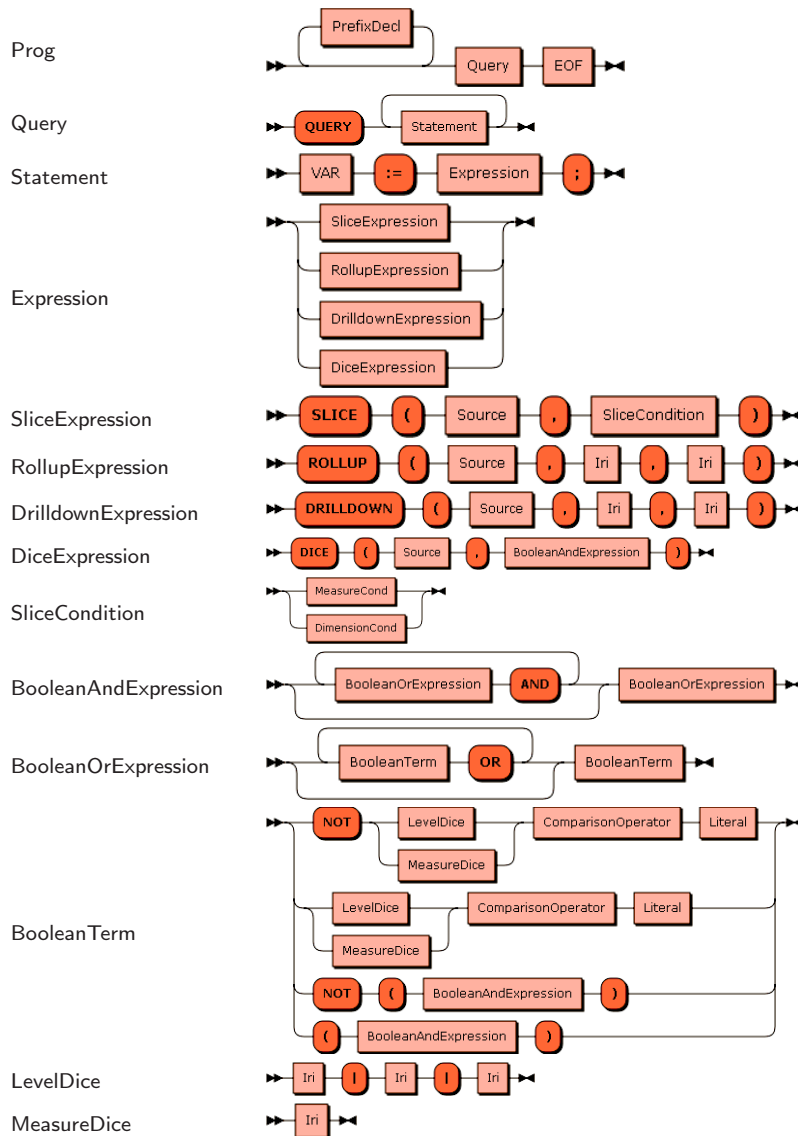 PrefixDecl
Prog
Query EOF
Query
QUERY Statement
Statement
VAR := Expression ;
SliceExpression
RollupExpression
Expression
DrilldownExpression
DiceExpression
SliceExpression
SLICE ( Source , SliceCondition )
RollupExpression
ROLLUP ( Source , Iri , Iri )
DrilldownExpression
DRILLDOWN ( Source , Iri , Iri )
DiceExpression
DICE ( Source , BooleanAndExpression )
SliceCondition
MeasureCond
DimensionCond
BooleanAndExpression
BooleanOrExpression AND BooleanOrExpression
BooleanOrExpression
BooleanTerm OR BooleanTerm
NOT LevelDice ComparisonOperator Literal
MeasureDice
LevelDice ComparisonOperator Literal
BooleanTerm
MeasureDice
NOT ( BooleanAndExpression )
( BooleanAndExpression )
LevelDice
Iri | Iri | Iri
MeasureDice
Iri